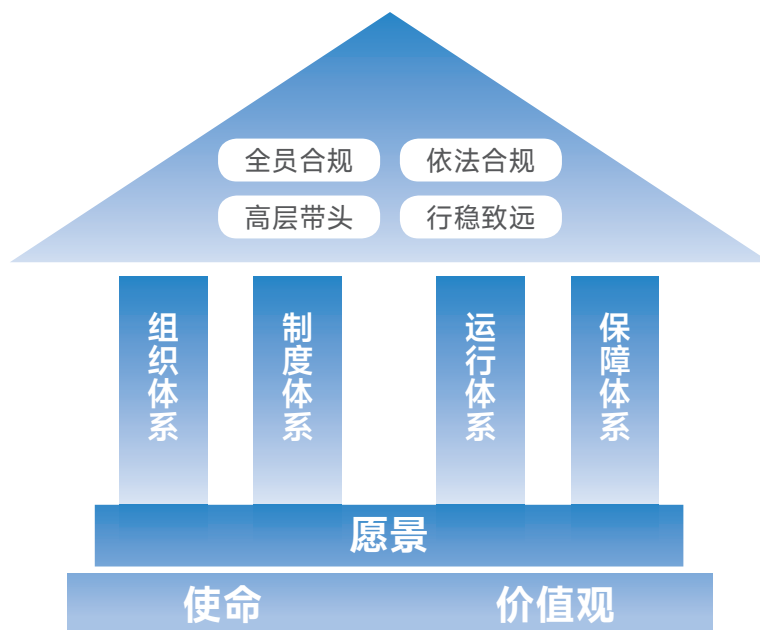 全员合规 依法合规
高层带头 行稳致远
组织体系
制度体系
运行体系
保障体系
愿景
使命 价值观